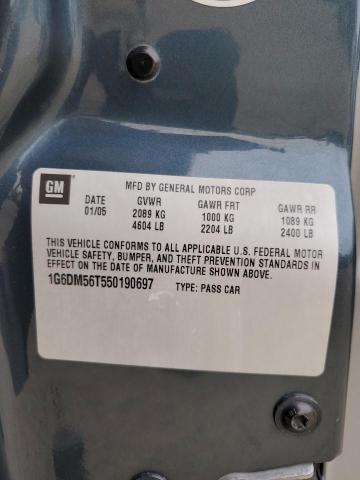 GM
MFD BY GENERAL MOTORS CORP
DATE GVWR GAWR FRT GAWR RR
01/05 2089 KG 1000 KG 1089 KG
4604 LB 2204 LB 2400 LB
THIS VEHICLE CONFORMS TO ALL APPLICABLE U.S. FEDERAL MOTOR
VEHICLE SAFETY, BUMPER, AND THEFT PREVENTION STANDARDS IN
EFFECT ON THE DATE OF MANUFACTURE SHOWN ABOVE.
1G6DM56T550190697 TYPE: PASS CAR